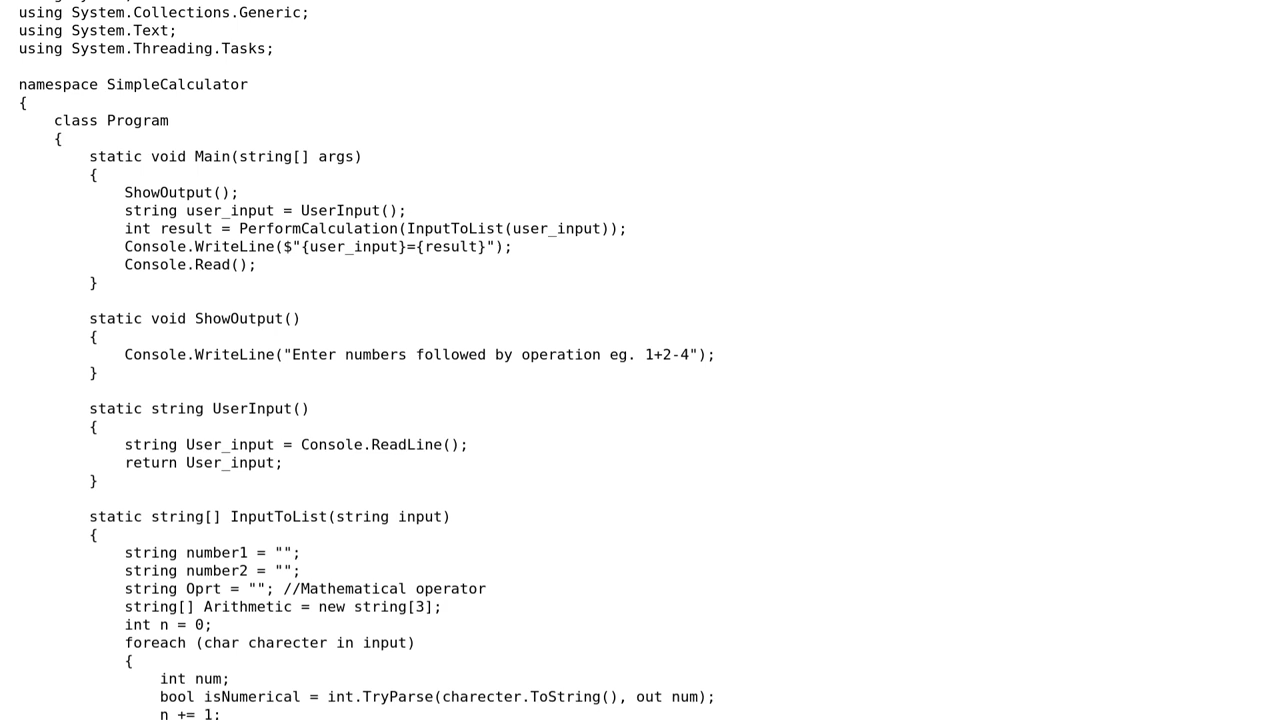 using System.Collections.Generic;
using System.Text;
using System.Threading.Tasks;

namespace SimpleCalculator
{
    class Program
    {
        static void Main(string[] args)
        {
            ShowOutput();
            string user_input = UserInput();
            int result = PerformCalculation(InputToList(user_input));
            Console.WriteLine($"{user_input}={result}");
            Console.Read();
        }

        static void ShowOutput()
        {
            Console.WriteLine("Enter numbers followed by operation eg. 1+2-4");
        }

        static string UserInput()
        {
            string User_input = Console.ReadLine();
            return User_input;
        }

        static string[] InputToList(string input)
        {
            string number1 = "";
            string number2 = "";
            string Oprt = ""; //Mathematical operator
            string[] Arithmetic = new string[3];
            int n = 0;
            foreach (char charecter in input)
            {
                int num;
                bool isNumerical = int.TryParse(charecter.ToString(), out num);
                n += 1;